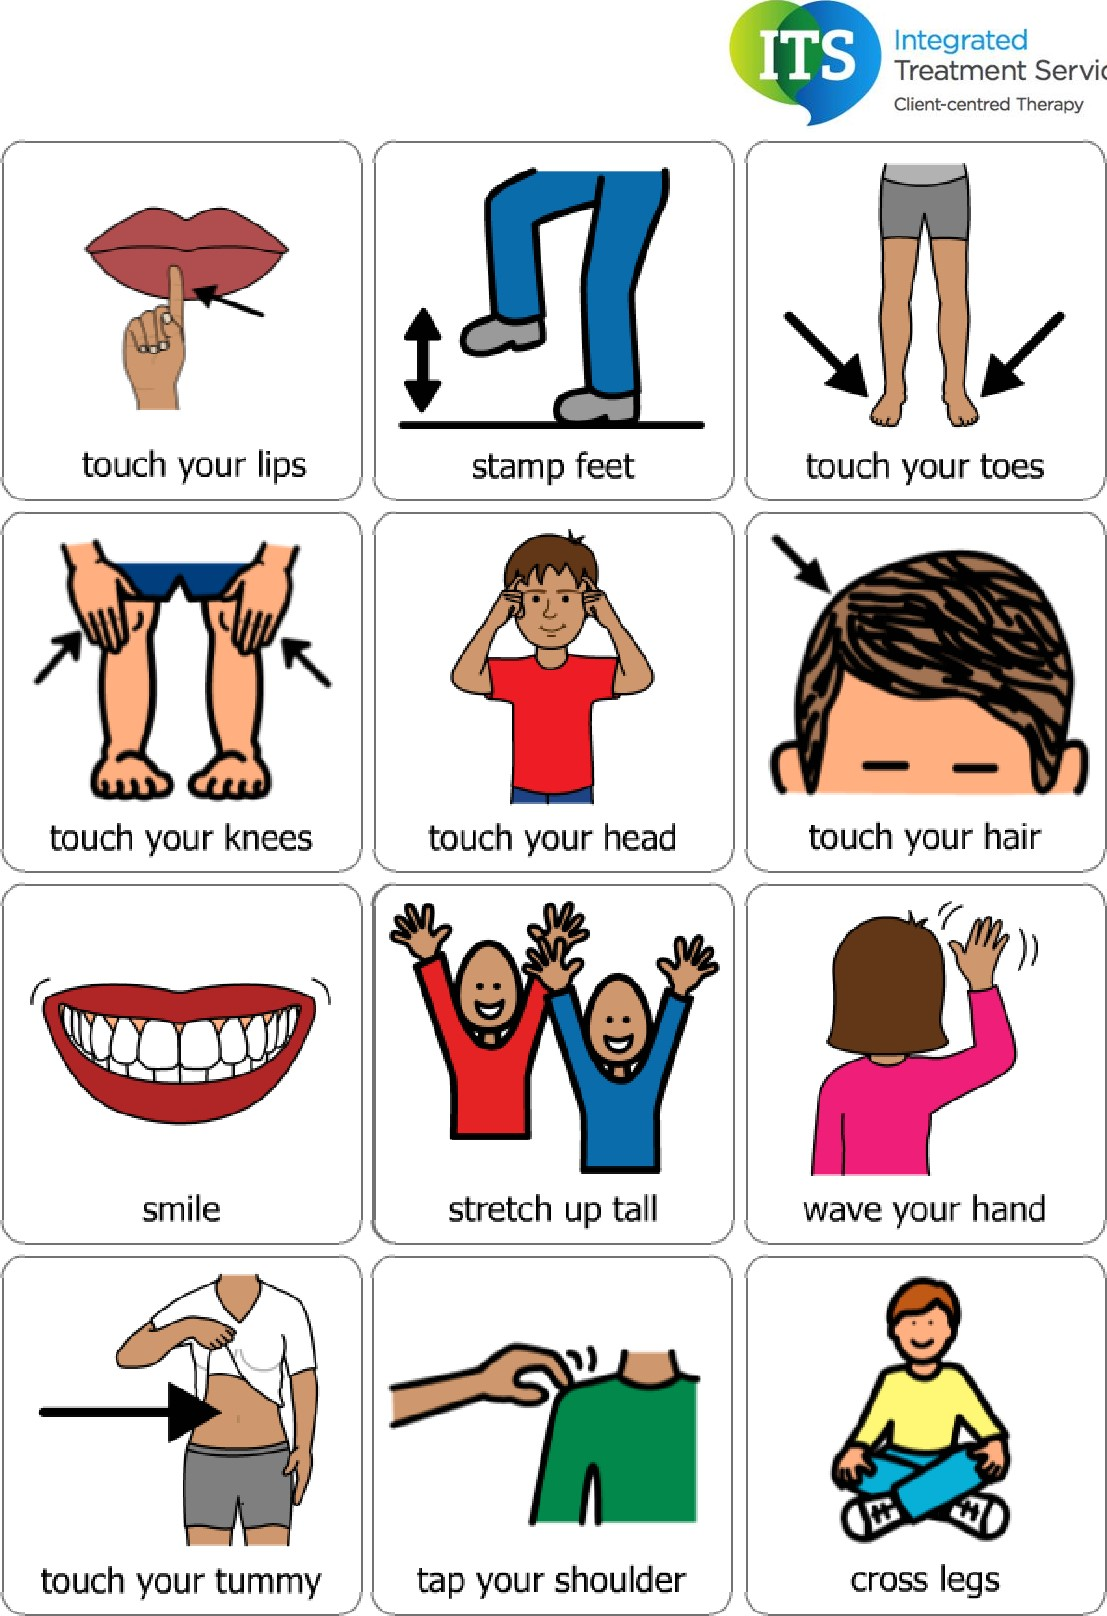 ITS
Integrated
Treatment Servic
Client-centred Therapy
touch your lips
stamp feet
touch your toes
touch your knees
touch your head
touch your hair
smile
stretch up tall
wave your hand
touch your tummy
tap your shoulder
cross legs